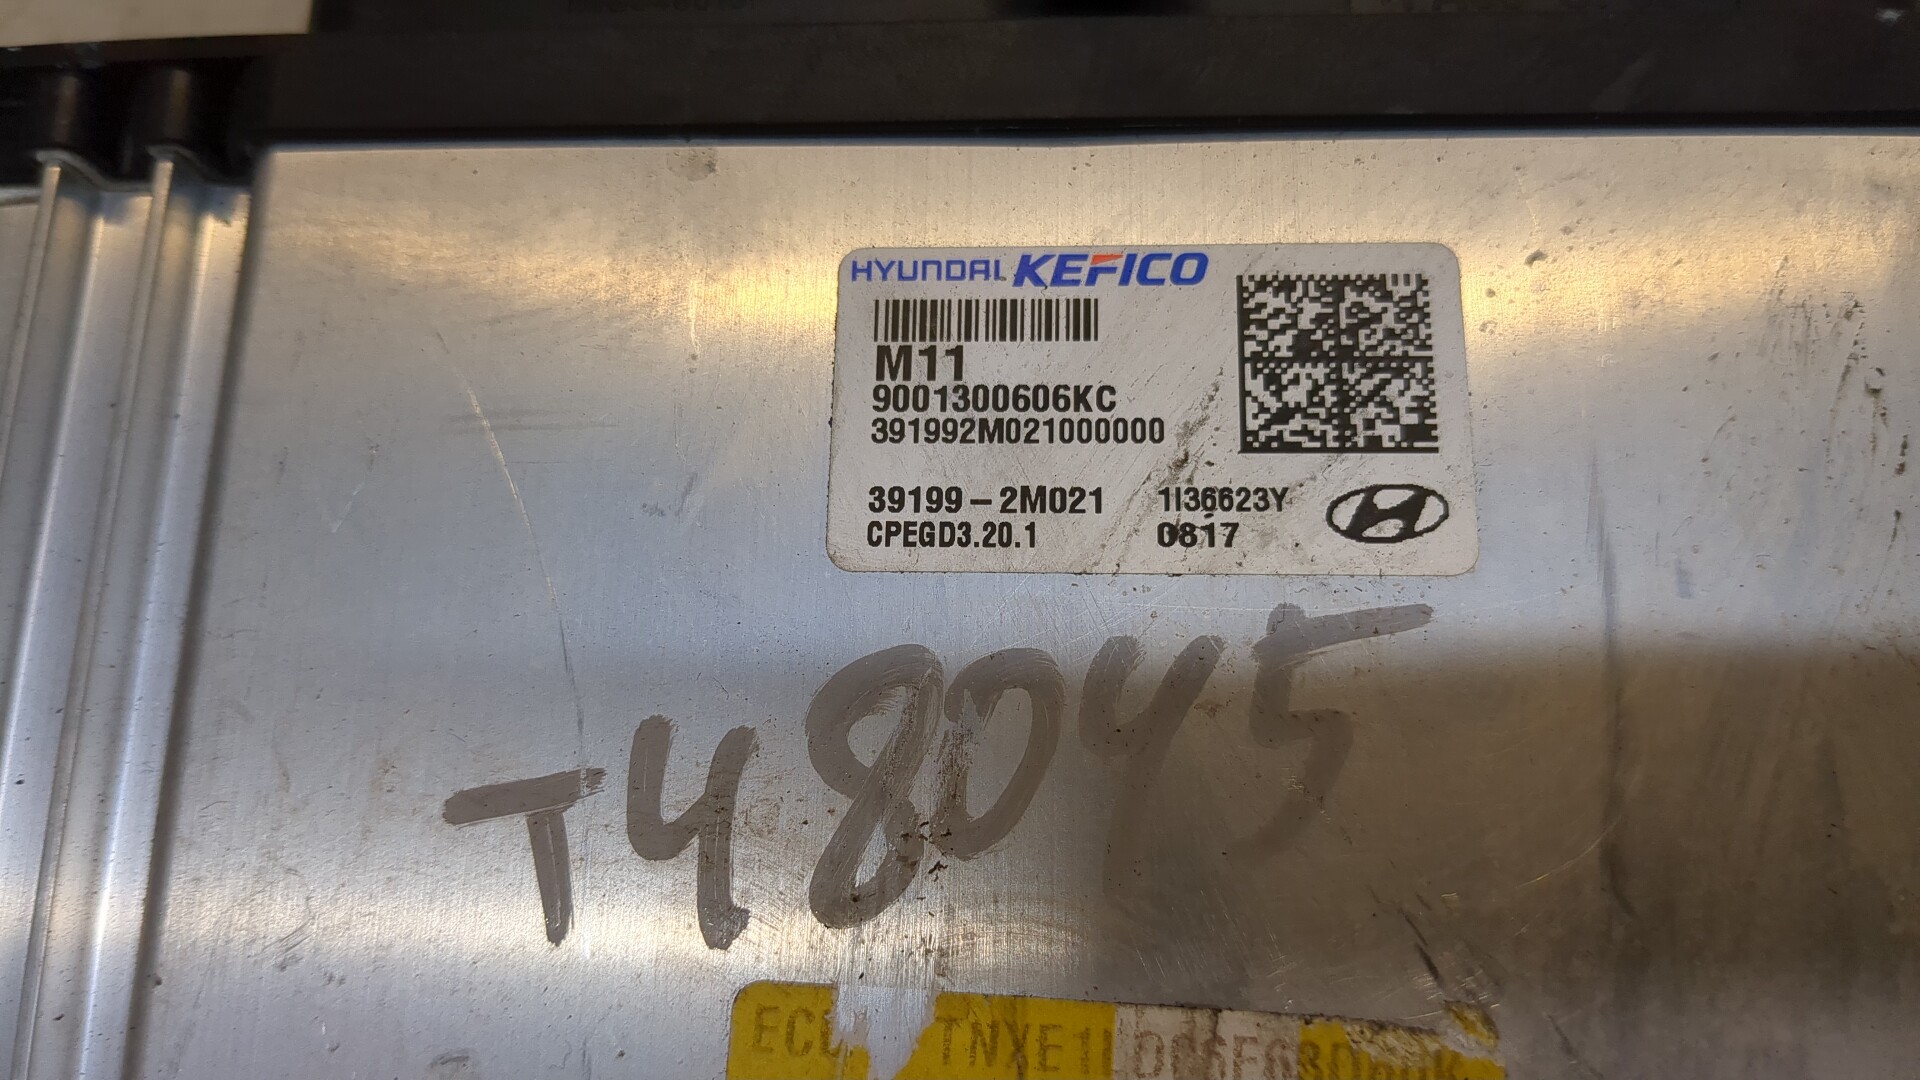 HYUNDAI KEFICO
M11
9001300606KC
391992M021000000
39199-2M021 1I36623Y
CPEGD3.20.1 0817
T48045